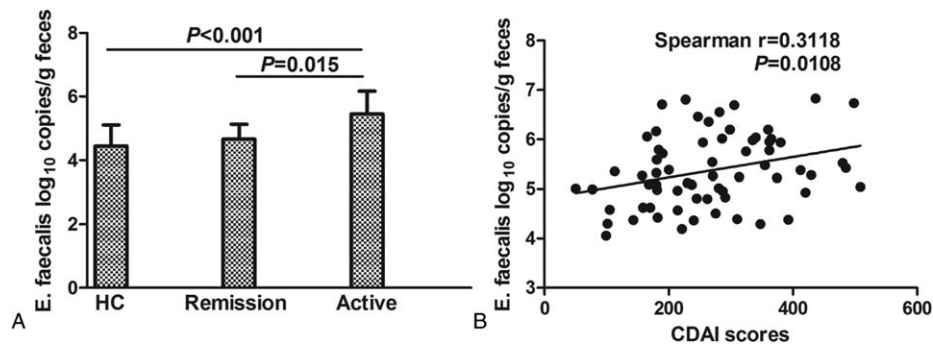 E. faecalis log10 copies/g feces
8
6
4
2
0
P<0.001
P=0.015
HC Remission Active
A
E. faecalis log10 copies/g feces
8
7
6
5
4
3
Spearman r=0.3118
P=0.0108
0 200 400 600
CDAI scores
B